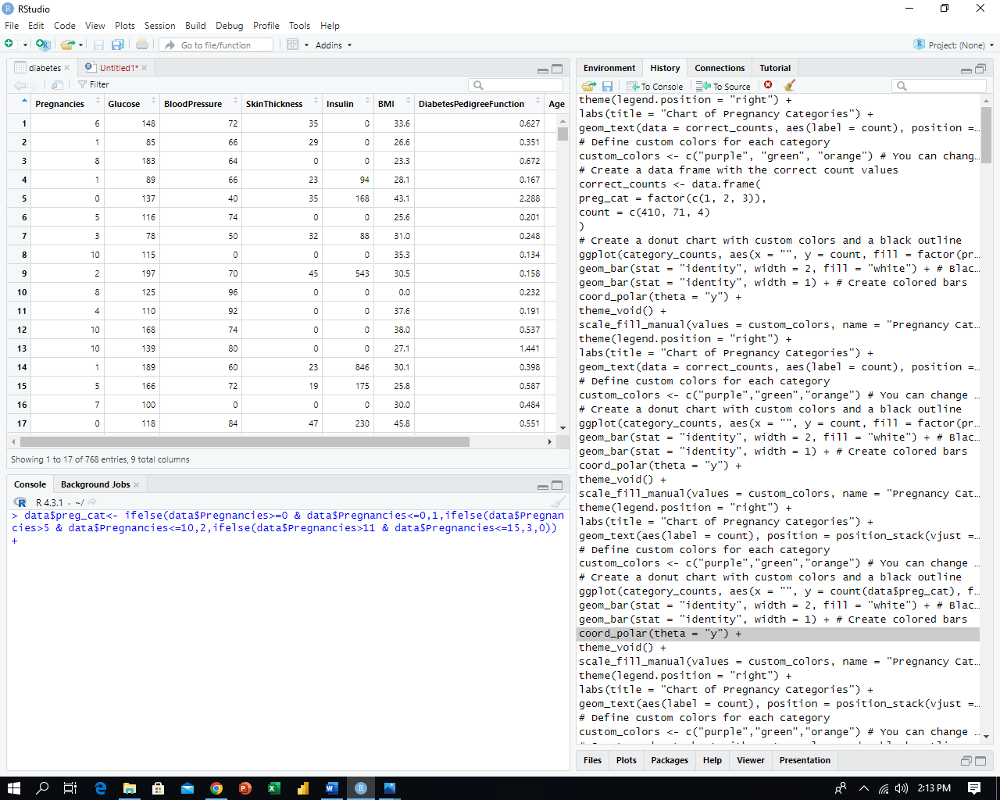 RStudio
File Edit Code View Plots Session Build Debug Profile Tools Help
Go to file/function Addins Project: (None)
diabetes Untitled1*
Filter
Pregnancies Glucose BloodPressure SkinThickness Insulin BMI DiabetesPedigreeFunction Age
1 6 148 72 35 0 33.6 0.627
2 1 85 66 29 0 26.6 0.351
3 8 183 64 0 0 23.3 0.672
4 1 89 66 23 94 28.1 0.167
5 0 137 40 35 168 43.1 2.288
6 5 116 74 0 0 25.6 0.201
7 3 78 50 32 88 31.0 0.248
8 10 115 0 0 0 35.3 0.134
9 2 197 70 45 543 30.5 0.158
10 8 125 96 0 0 0.0 0.232
11 4 110 92 0 0 37.6 0.191
12 10 168 74 0 0 38.0 0.537
13 10 139 80 0 0 27.1 1.441
14 1 189 60 23 846 30.1 0.398
15 5 166 72 19 175 25.8 0.587
16 7 100 0 0 0 30.0 0.484
17 0 118 84 47 230 45.8 0.551
Showing 1 to 17 of 768 entries, 9 total columns
Console Background Jobs
R 4.3.1 · ~/
> data$preg_cat<- ifelse(data$Pregnancies>=0 & data$Pregnancies<=0,1,ifelse(data$Pregnan
cies>5 & data$Pregnancies<=10,2,ifelse(data$Pregnancies>11 & data$Pregnancies<=15,3,0))
+
Environment History Connections Tutorial
To Console To Source
theme(legend.position = "right") +
labs(title = "Chart of Pregnancy Categories") +
geom_text(data = correct_counts, aes(label = count), position =…
# Define custom colors for each category
custom_colors <- c("purple", "green", "orange") # You can chang…
# Create a data frame with the correct count values
correct_counts <- data.frame(
preg_cat = factor(c(1, 2, 3)),
count = c(410, 71, 4)
)
# Create a donut chart with custom colors and a black outline
ggplot(category_counts, aes(x = "", y = count, fill = factor(pr…
geom_bar(stat = "identity", width = 2, fill = "white") + # Blac…
geom_bar(stat = "identity", width = 1) + # Create colored bars
coord_polar(theta = "y") +
theme_void() +
scale_fill_manual(values = custom_colors, name = "Pregnancy Cat…
theme(legend.position = "right") +
labs(title = "Chart of Pregnancy Categories") +
geom_text(data = correct_counts, aes(label = count), position =…
# Define custom colors for each category
custom_colors <- c("purple","green","orange") # You can change …
# Create a donut chart with custom colors and a black outline
ggplot(category_counts, aes(x = "", y = count, fill = factor(pr…
geom_bar(stat = "identity", width = 2, fill = "white") + # Blac…
geom_bar(stat = "identity", width = 1) + # Create colored bars
coord_polar(theta = "y") +
theme_void() +
scale_fill_manual(values = custom_colors, name = "Pregnancy Cat…
theme(legend.position = "right") +
labs(title = "Chart of Pregnancy Categories") +
geom_text(aes(label = count), position = position_stack(vjust =…
# Define custom colors for each category
custom_colors <- c("purple","green","orange") # You can change …
# Create a donut chart with custom colors and a black outline
ggplot(category_counts, aes(x = "", y = count(data$preg_cat), f…
geom_bar(stat = "identity", width = 2, fill = "white") + # Blac…
geom_bar(stat = "identity", width = 1) + # Create colored bars
coord_polar(theta = "y") +
theme_void() +
scale_fill_manual(values = custom_colors, name = "Pregnancy Cat…
theme(legend.position = "right") +
labs(title = "Chart of Pregnancy Categories") +
geom_text(aes(label = count), position = position_stack(vjust =…
# Define custom colors for each category
custom_colors <- c("purple","green","orange") # You can change …
Files Plots Packages Help Viewer Presentation
2:13 PM